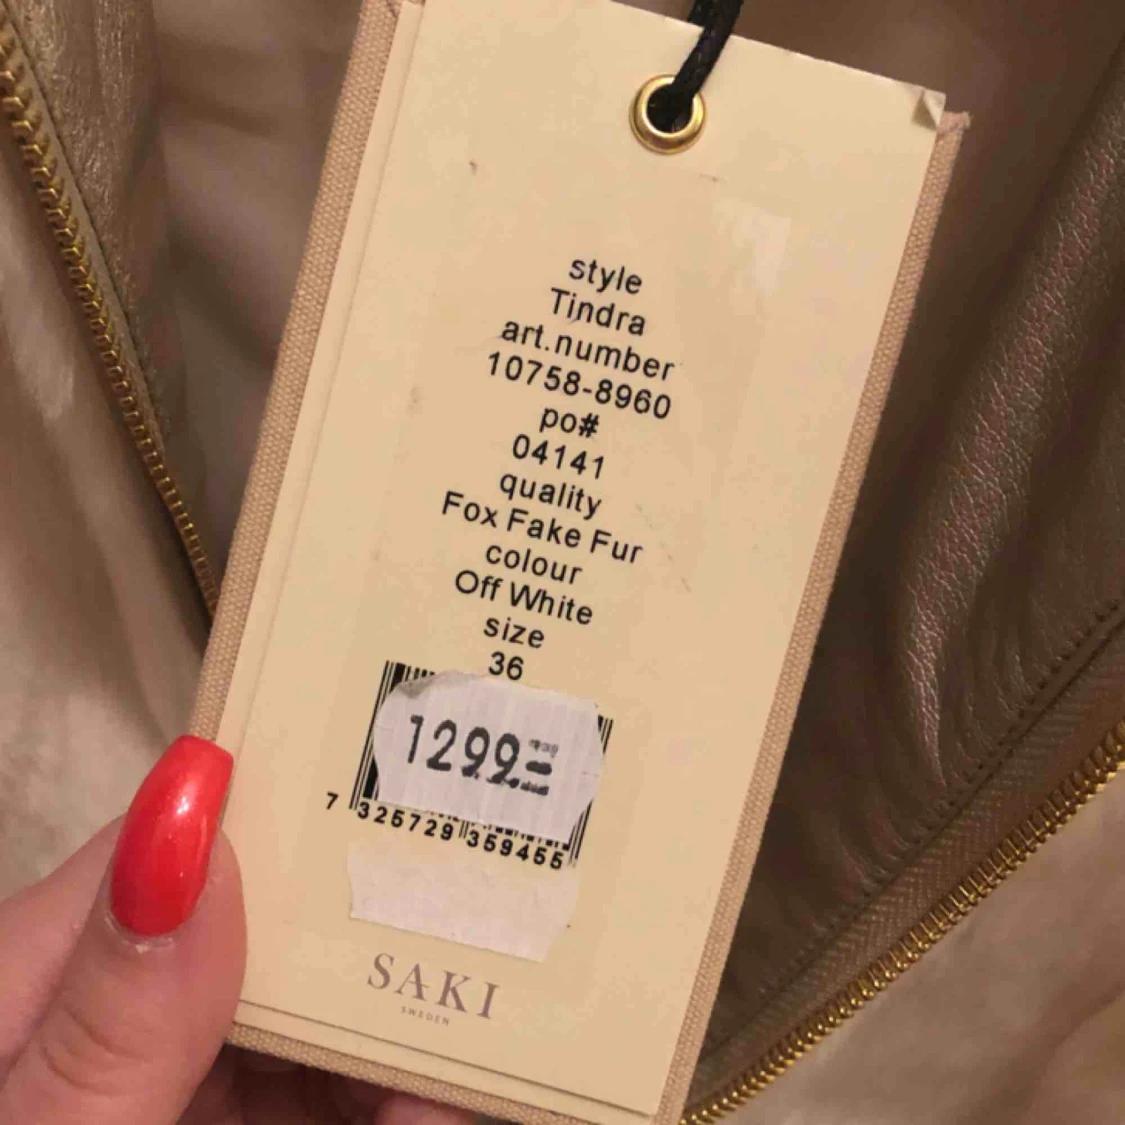 style
Tindra
art.number
10758-8960
po#
04141
quality
Fox Fake Fur
colour
Off White
size
36
1299.=
7 325729 359455
SAKI
SWEDEN